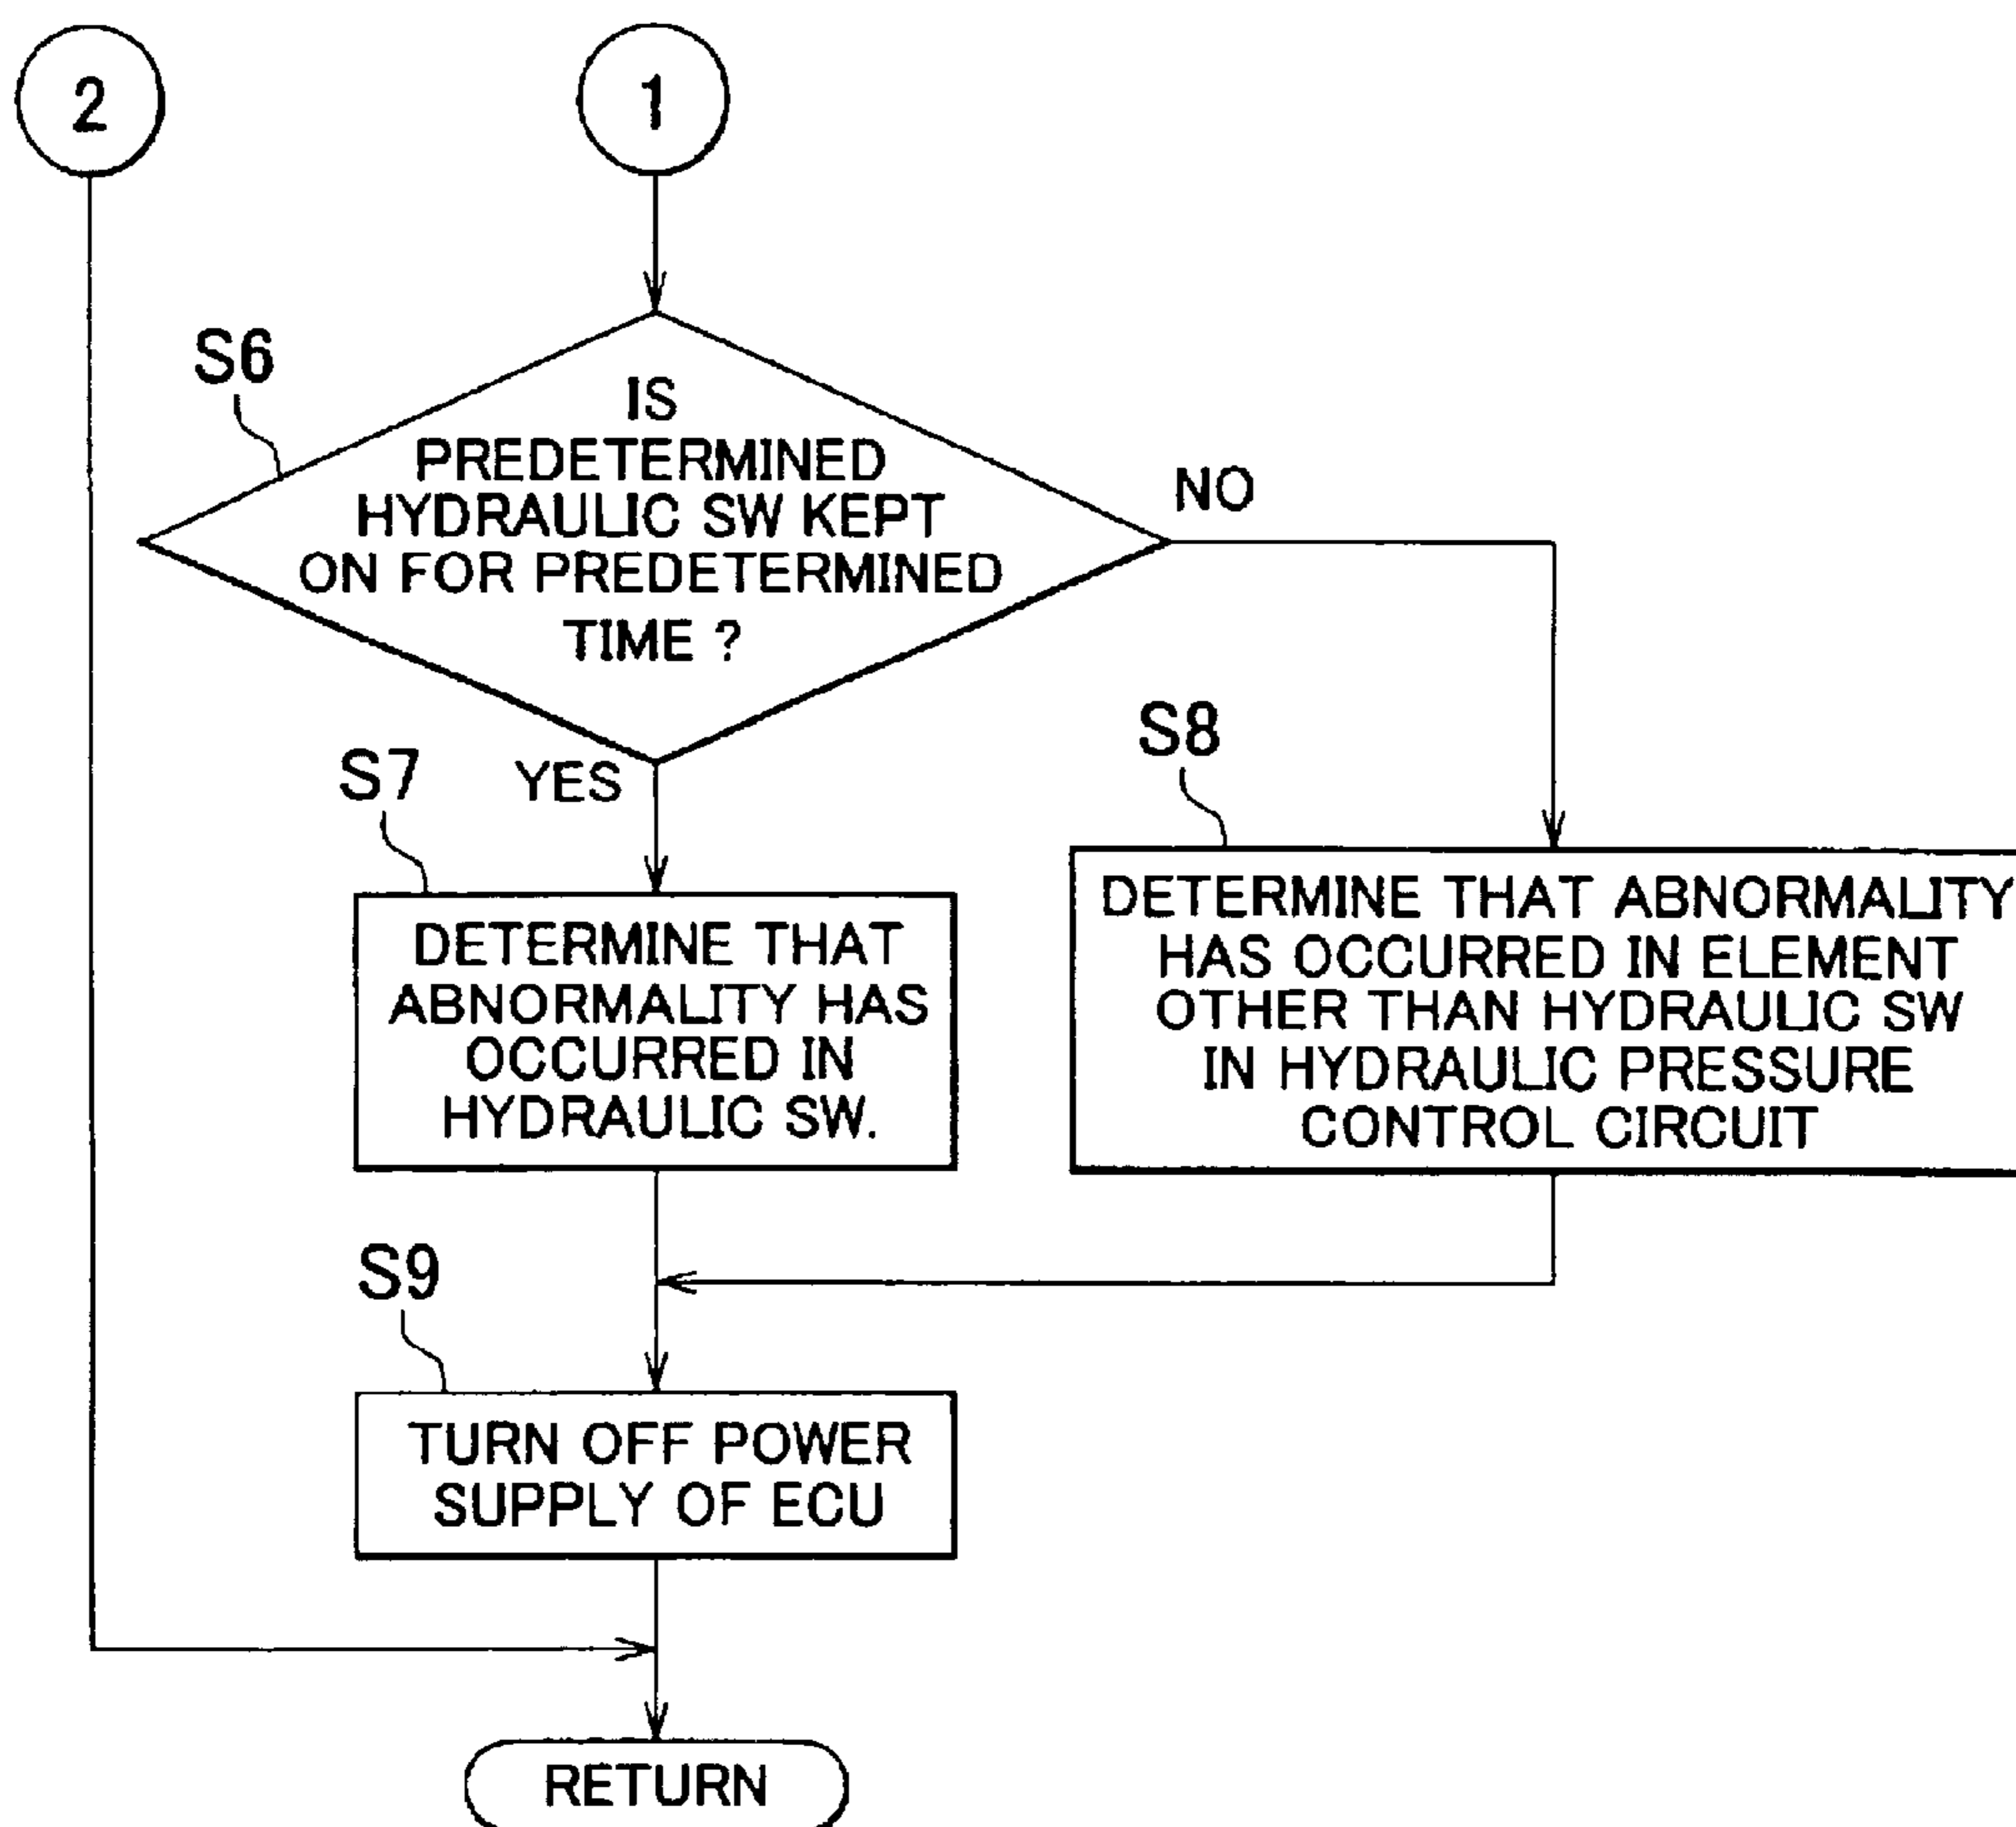 2
1
S6
IS
PREDETERMINED
HYDRAULIC SW KEPT
ON FOR PREDETERMINED
TIME ?
NO
YES
S7
DETERMINE THAT
ABNORMALITY HAS
OCCURRED IN
HYDRAULIC SW.
S8
DETERMINE THAT ABNORMALITY
HAS OCCURRED IN ELEMENT
OTHER THAN HYDRAULIC SW
IN HYDRAULIC PRESSURE
CONTROL CIRCUIT
S9
TURN OFF POWER
SUPPLY OF ECU
RETURN